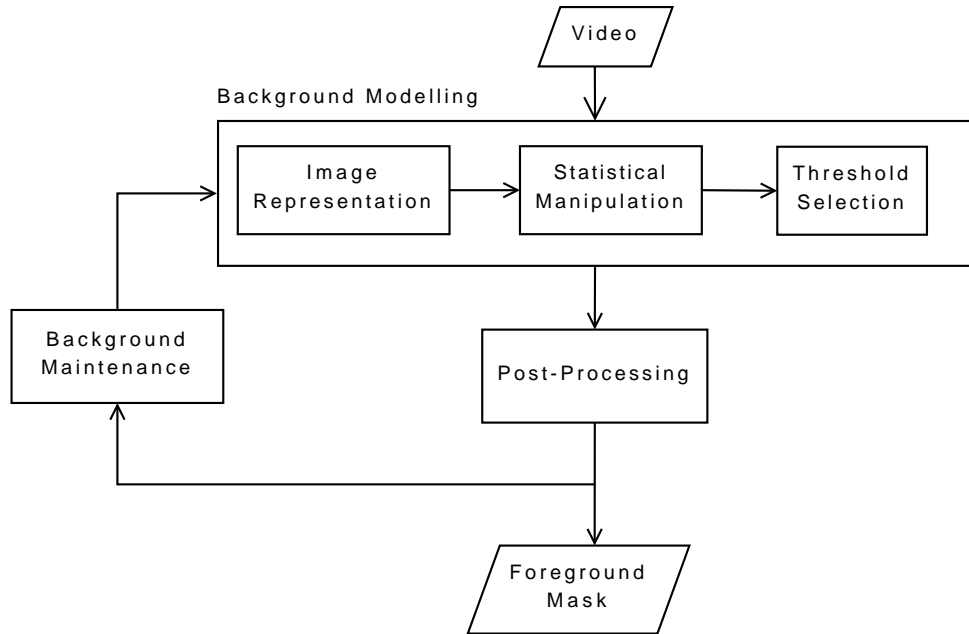 Video
Background Modelling
Image
Representation
Statistical
Manipulation
Threshold
Selection
Background
Maintenance
Post-Processing
Foreground
Mask